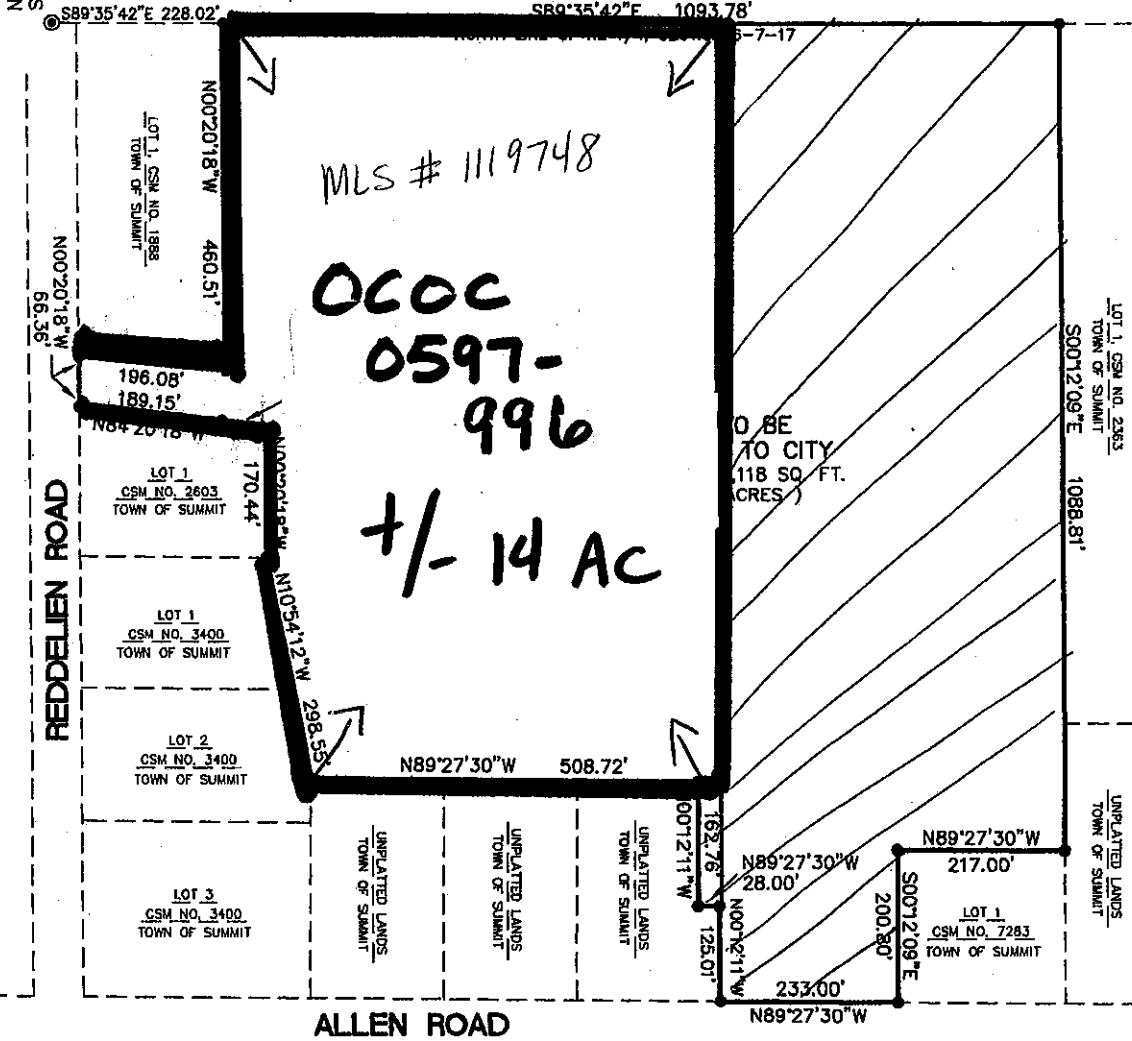 S89°35'42"E 228.02'
S89°35'42"E 1093.78'
6-7-17
N00°20'18"W 460.51'
LOT 1, CSM NO. 1888
TOWN OF SUMMIT
MLS # 1119748
OCOC
0597-
996
+/- 14 AC
N00°20'18"W
66.36'
196.08'
189.15'
N84°20'18"W
170.44'
LOT 1
CSM NO. 2603
TOWN OF SUMMIT
REDDELIEN ROAD
N10°54'12"W 298.55'
LOT 1
CSM NO. 3400
TOWN OF SUMMIT
LOT 2
CSM NO. 3400
TOWN OF SUMMIT
LOT 3
CSM NO. 3400
TOWN OF SUMMIT
O BE
TO CITY
,118 SQ. FT.
ACRES )
LOT 1, CSM NO. 2363
TOWN OF SUMMIT
S00°12'09"E 1088.81'
N89°27'30"W 508.72'
UNPLATTED LANDS
TOWN OF SUMMIT
UNPLATTED LANDS
TOWN OF SUMMIT
UNPLATTED LANDS
TOWN OF SUMMIT
162.76'
00°12'11"W
N89°27'30"W
28.00'
N00°12'11"W
125.01'
N89°27'30"W
217.00'
S00°12'09"E
200.80'
LOT 1
CSM NO. 7283
TOWN OF SUMMIT
UNPLATTED LANDS
TOWN OF SUMMIT
233.00'
N89°27'30"W
ALLEN ROAD